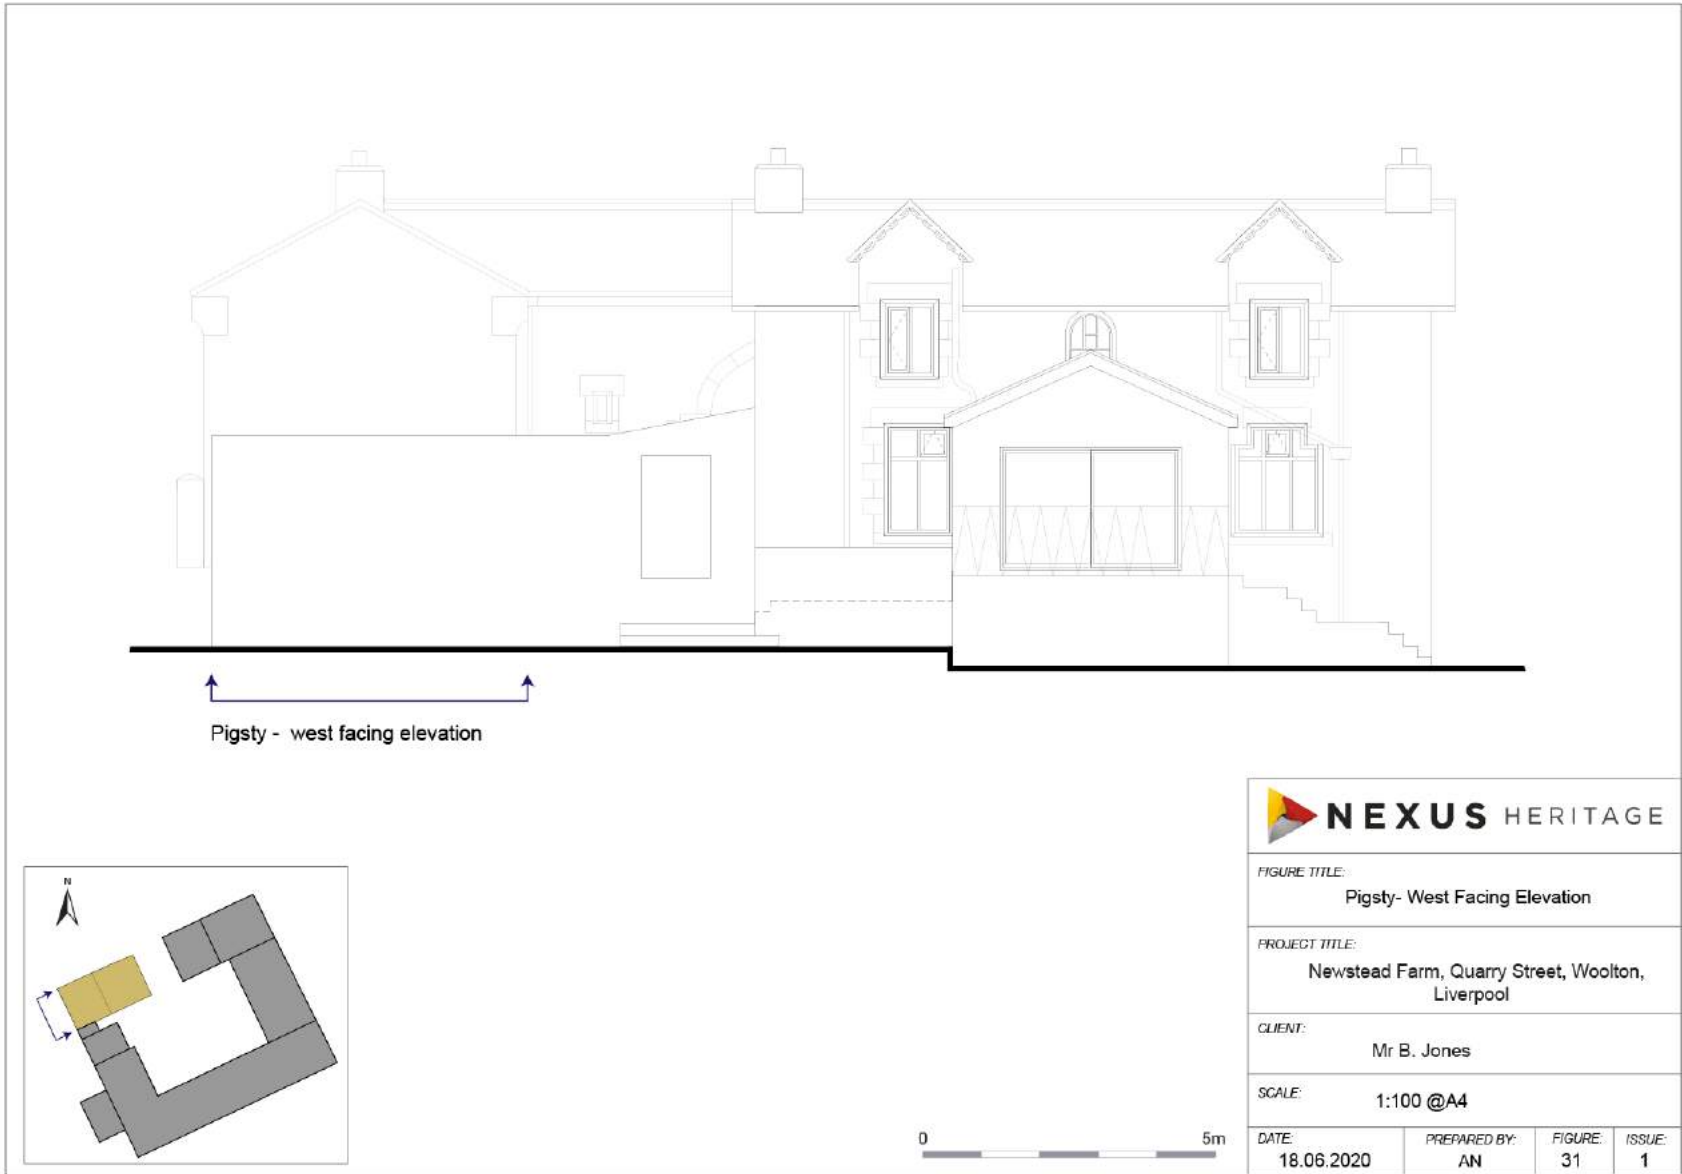 Pigsty - west facing elevation
N
0 5m
NEXUS HERITAGE
FIGURE TITLE:
Pigsty- West Facing Elevation
PROJECT TITLE:
Newstead Farm, Quarry Street, Woolton,
Liverpool
CLIENT:
Mr B. Jones
SCALE:
1:100 @A4
DATE: PREPARED BY: FIGURE: ISSUE:
18.06.2020 AN 31 1